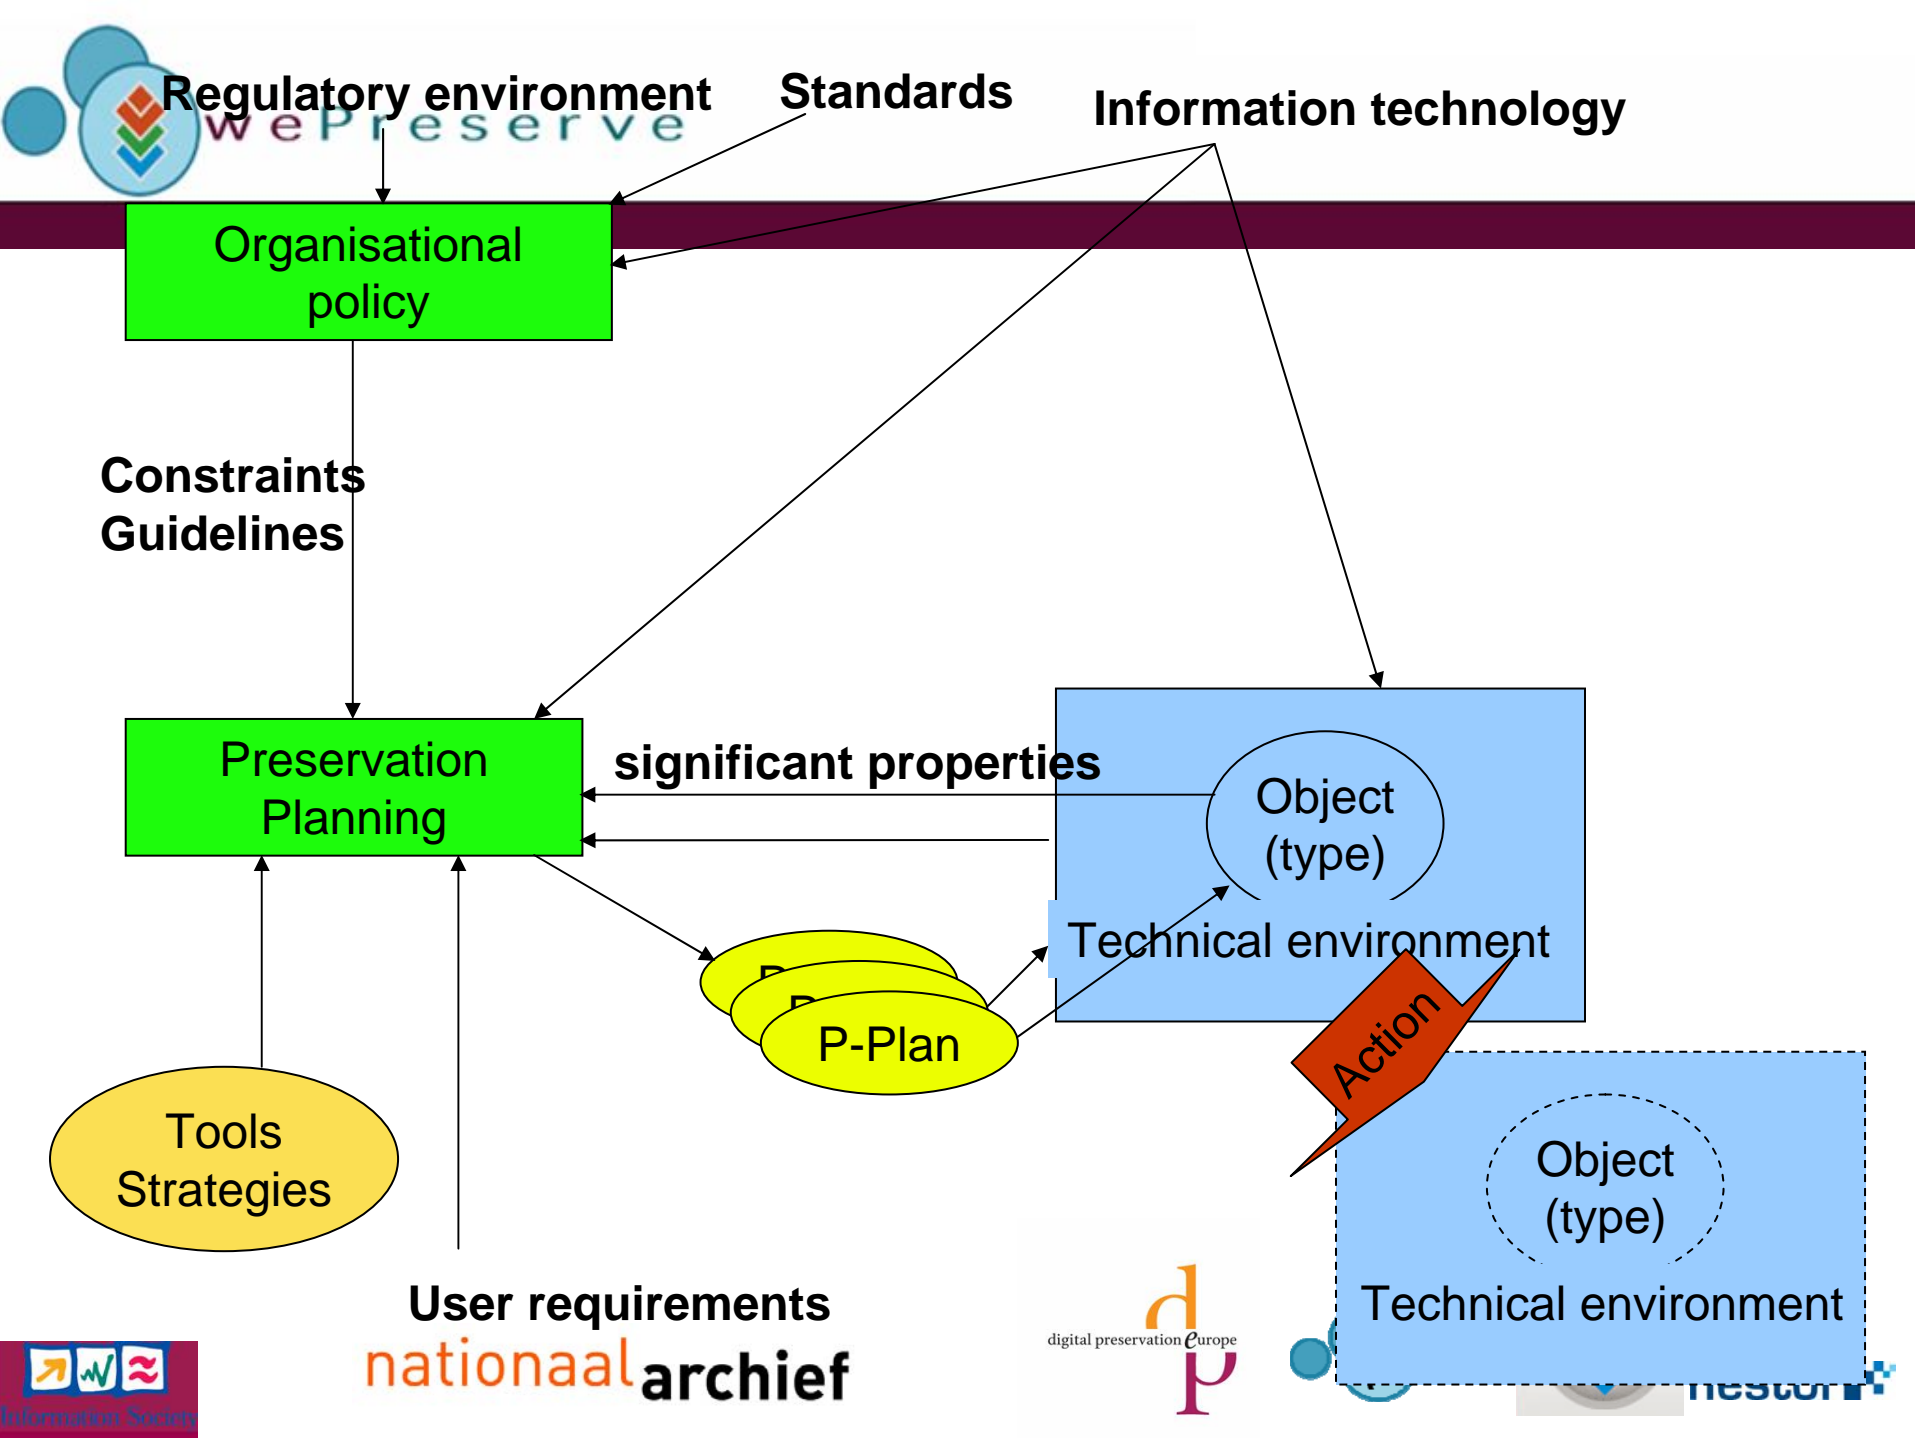 Regulatory environment
Standards
Information technology
wePreserve
Organisational
policy
Constraints
Guidelines
Preservation
Planning
significant properties
Object
(type)
Technical environment
P-Plan
Action
Tools
Strategies
Object
(type)
Technical environment
User requirements
nationaal archief
digital preservation europe
Information Society
nestor